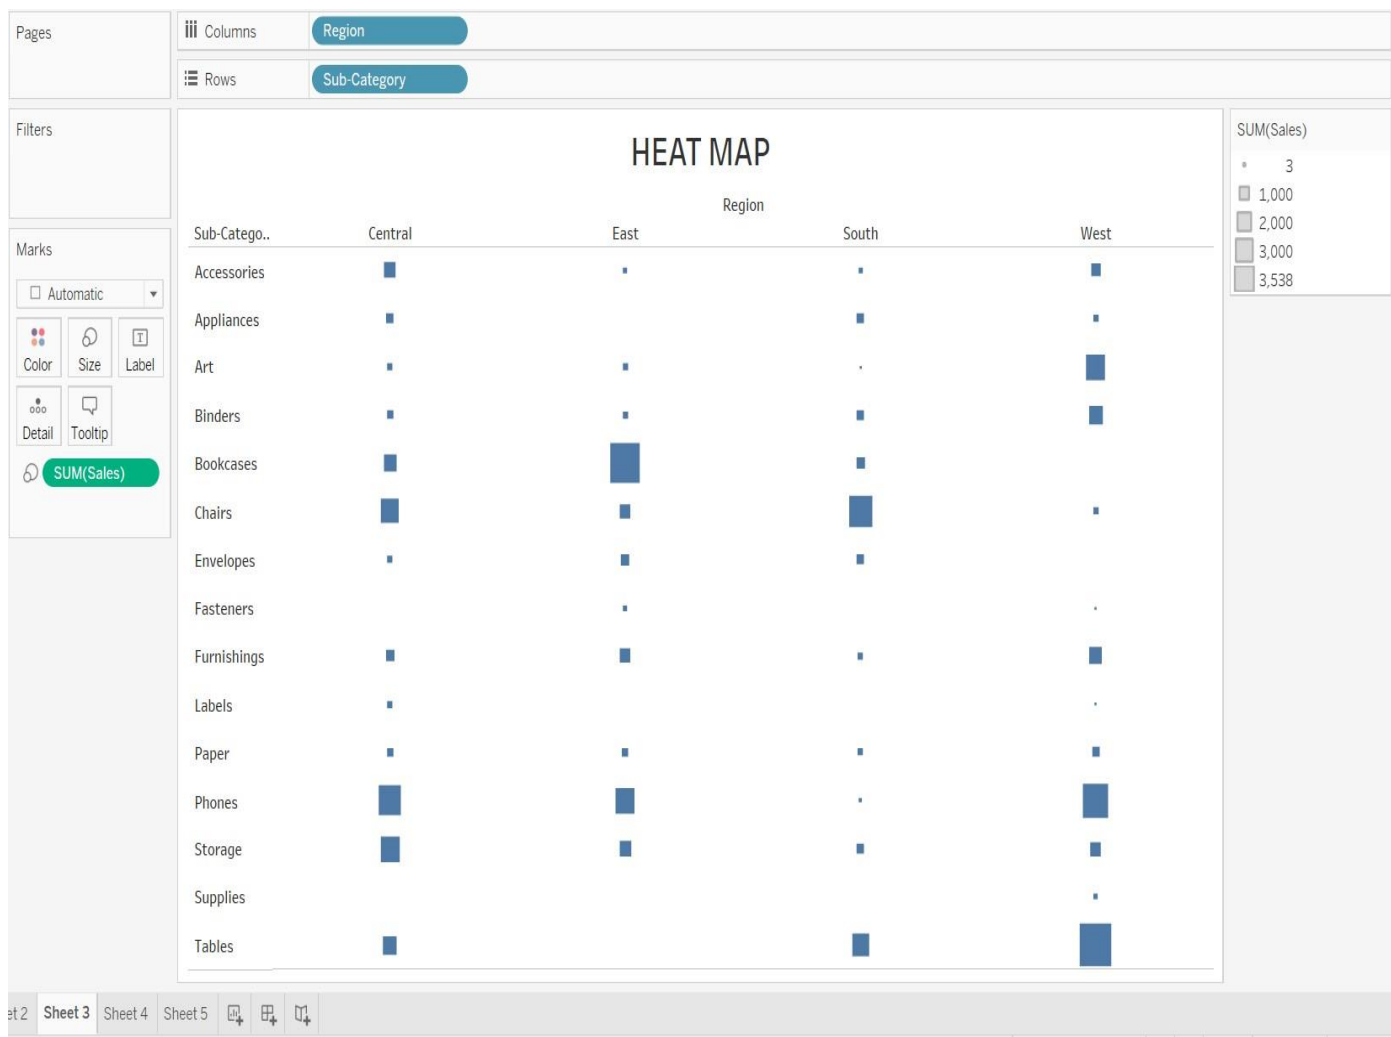 Pages
Columns Region
Rows Sub-Category
Filters
Marks
Automatic
Color Size Label
Detail Tooltip
SUM(Sales)
HEAT MAP
Region
Sub-Catego.. Central East South West
Accessories
Appliances
Art
Binders
Bookcases
Chairs
Envelopes
Fasteners
Furnishings
Labels
Paper
Phones
Storage
Supplies
Tables
SUM(Sales)
3
1,000
2,000
3,000
3,538
et 2 Sheet 3 Sheet 4 Sheet 5